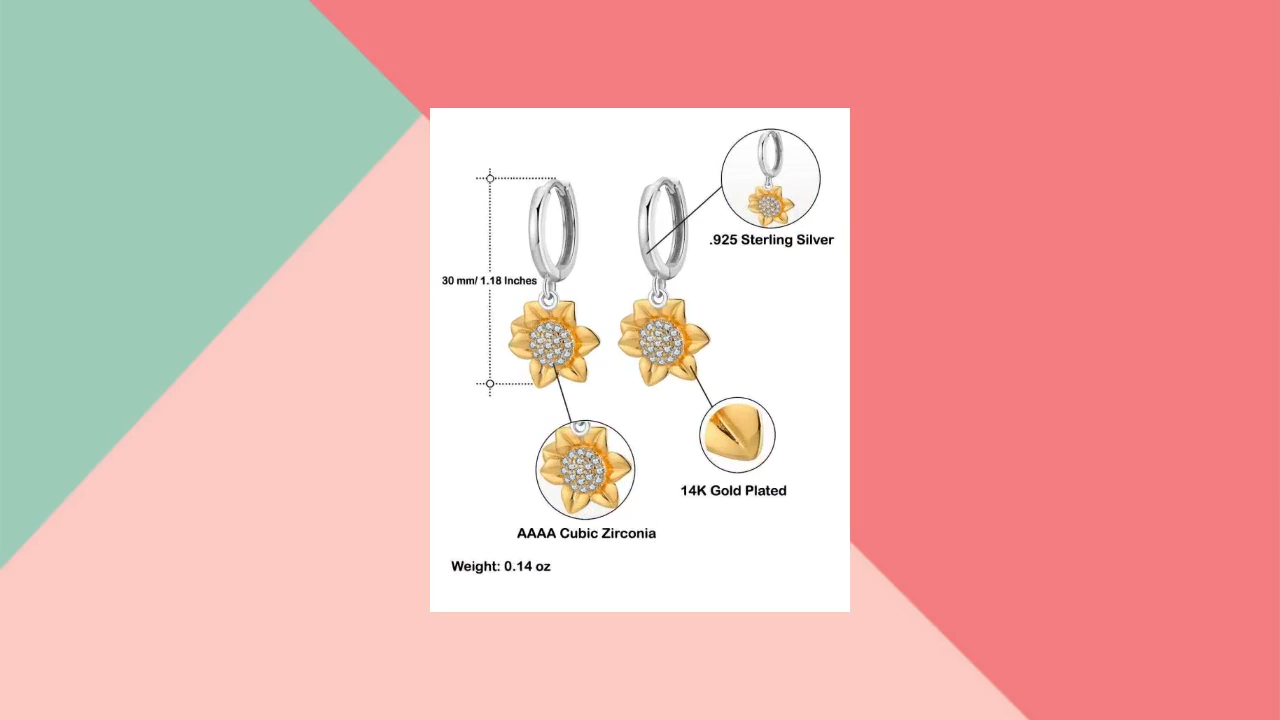 .925 Sterling Silver
30 mm/ 1.18 Inches
14K Gold Plated
AAAA Cubic Zirconia
Weight: 0.14 oz